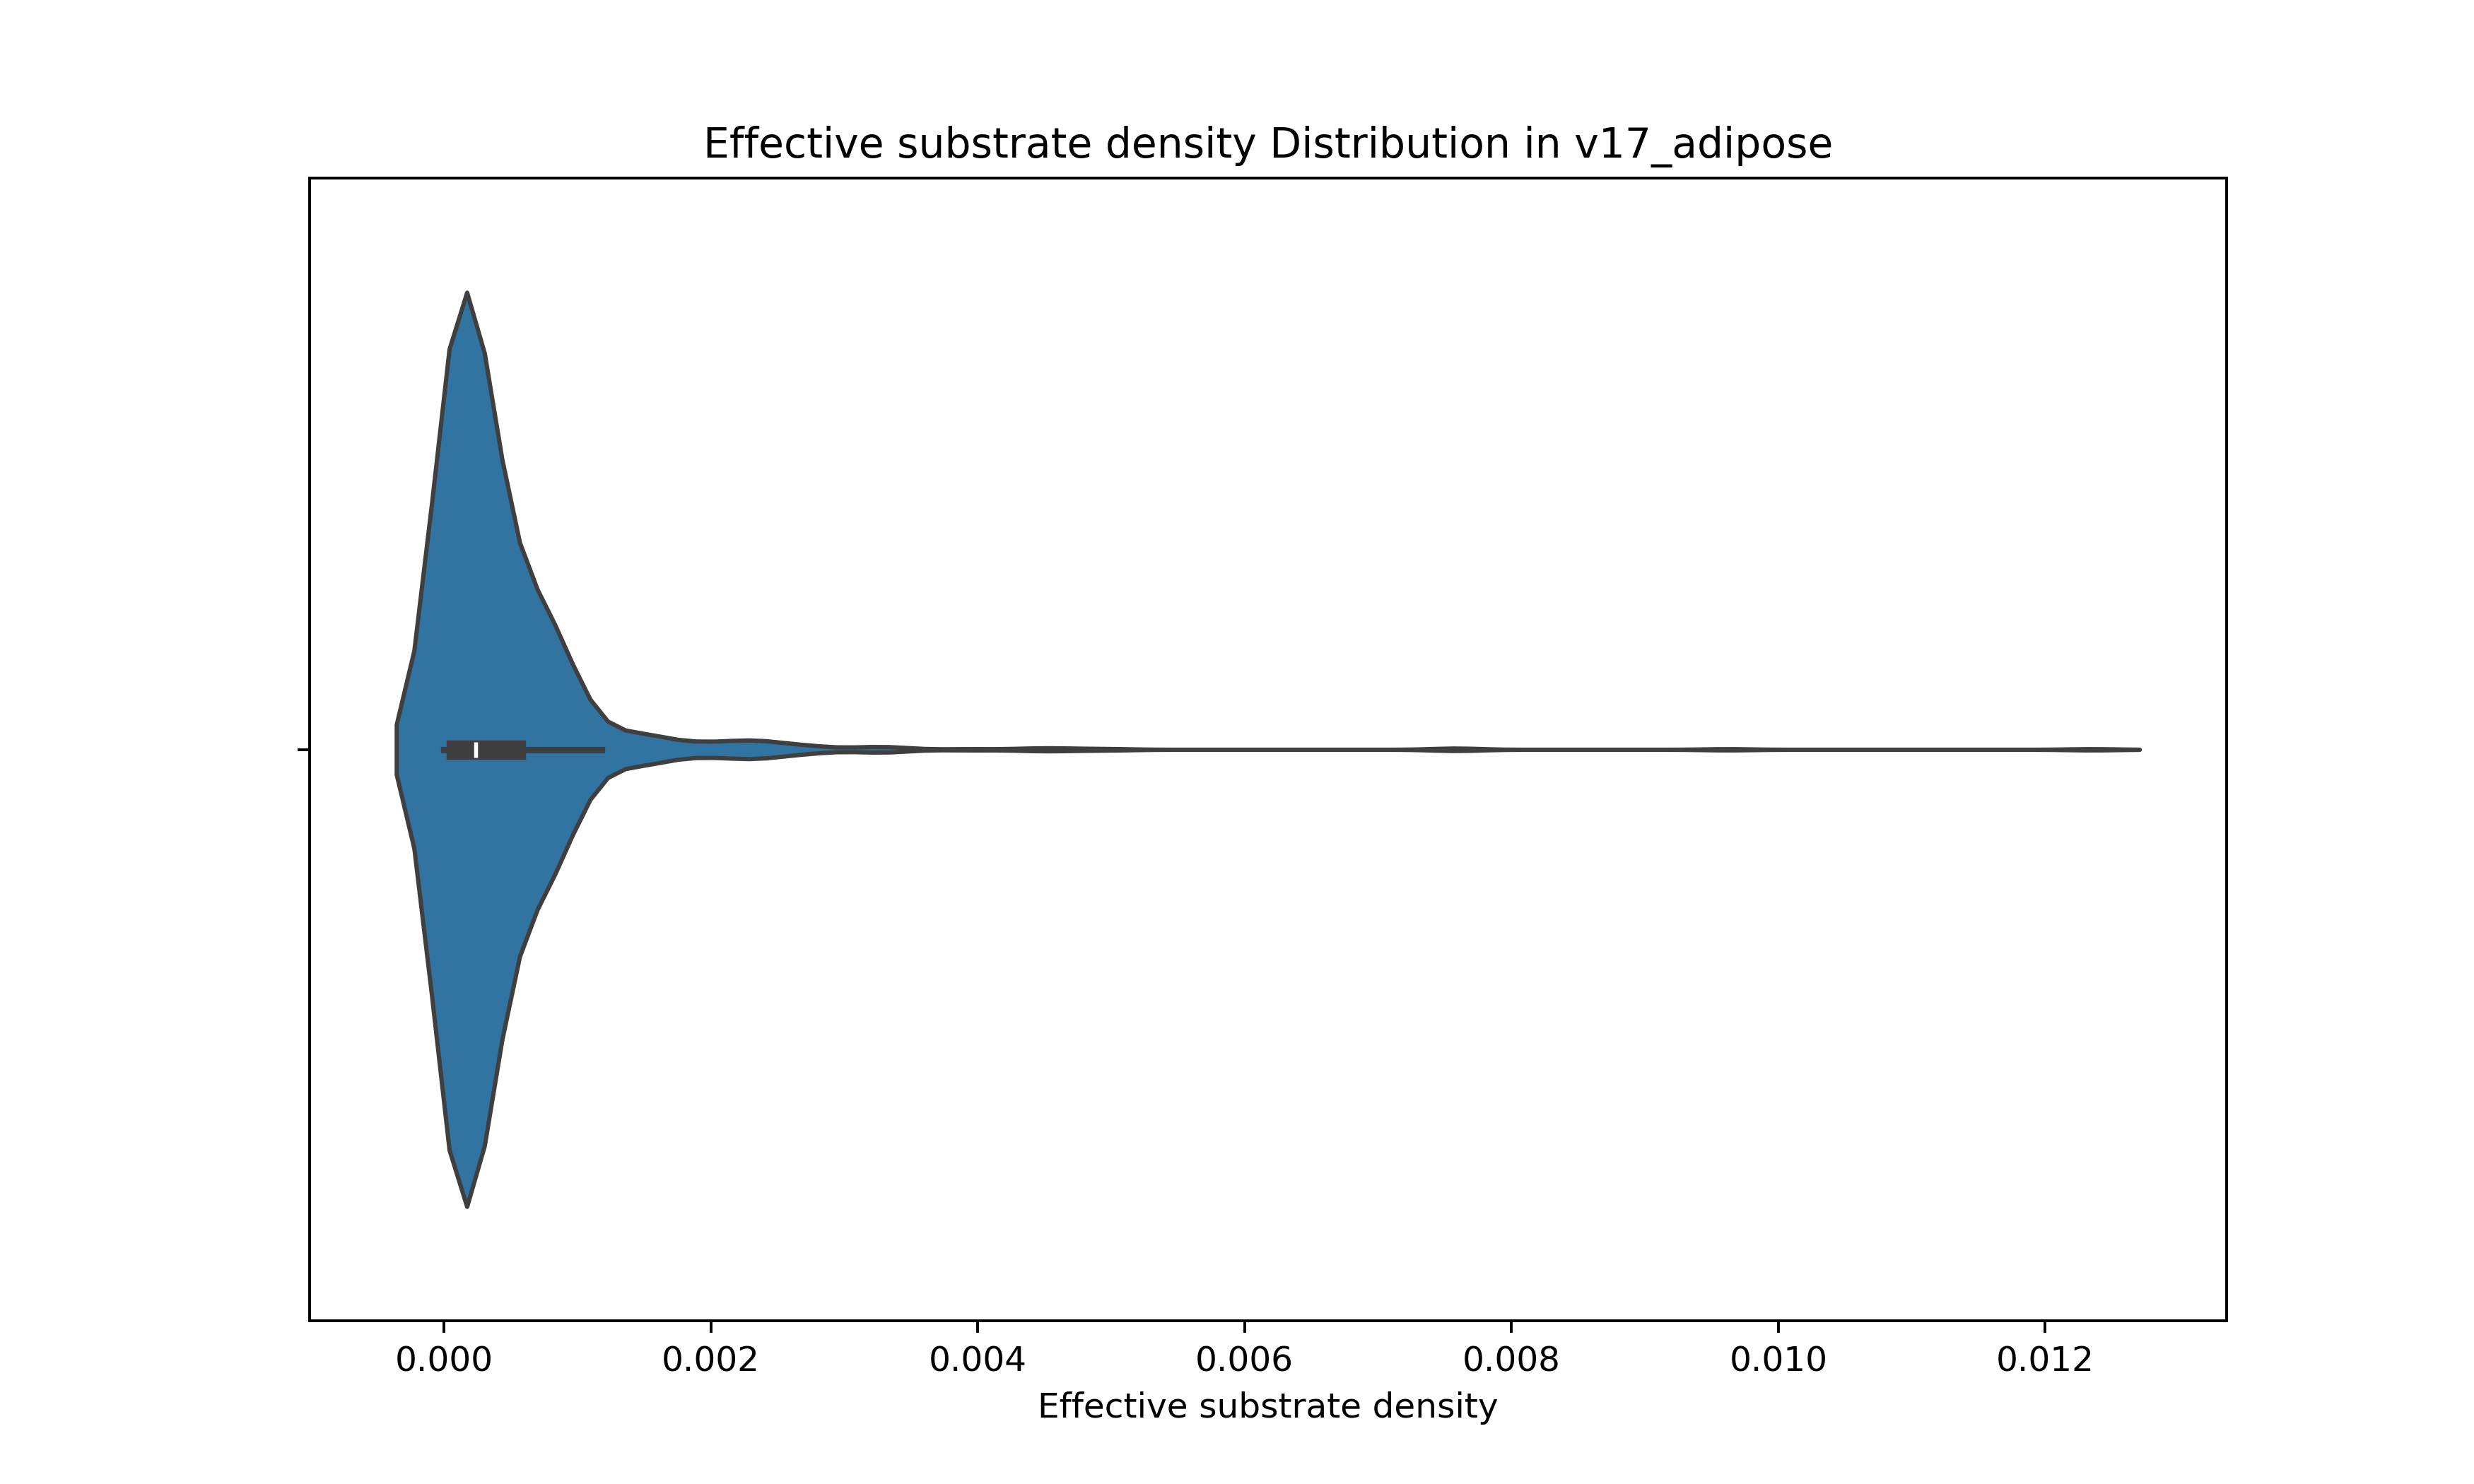 Effective substrate density Distribution in v17_adipose
0.000 0.002 0.004 0.006 0.008 0.010 0.012
Effective substrate density